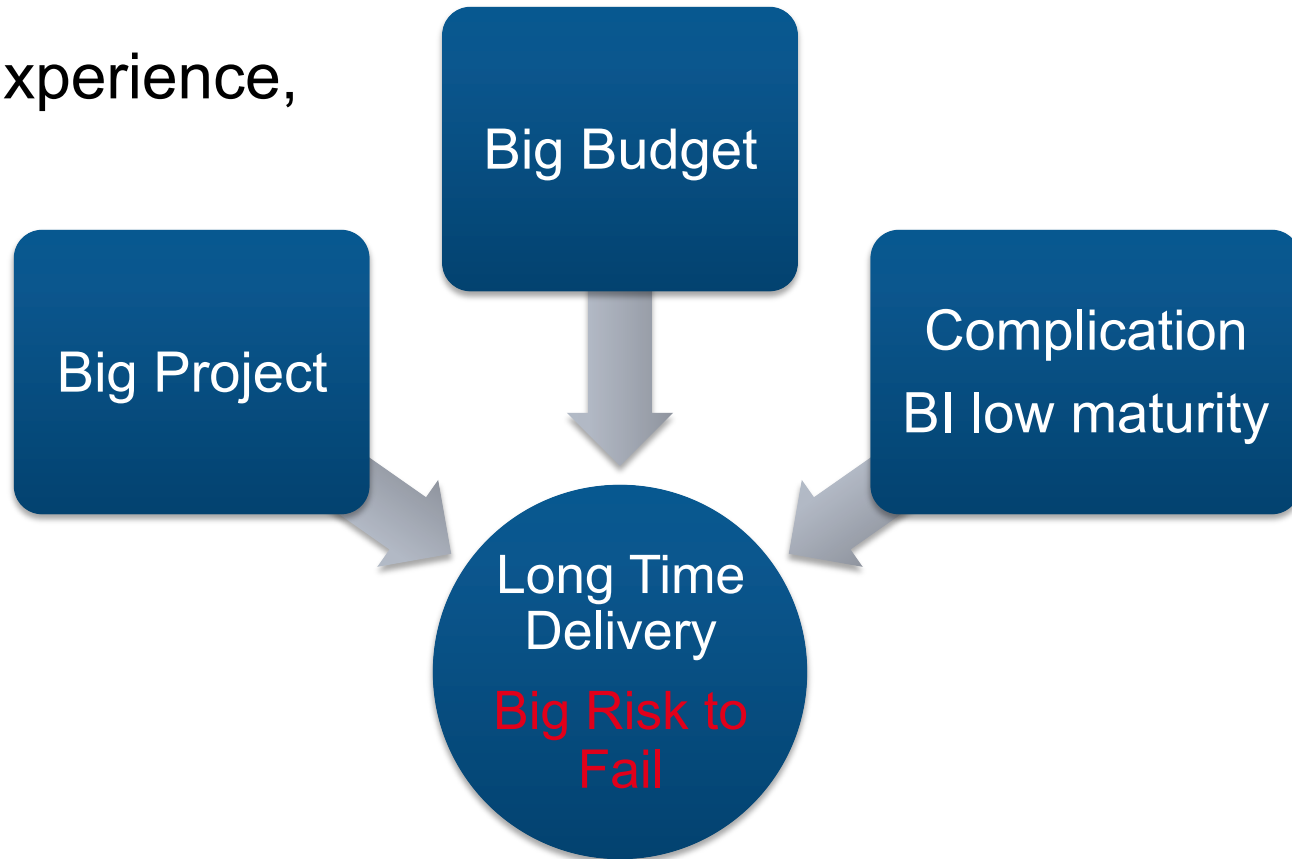 xperience,
Big Budget
Big Project
Complication
BI low maturity
Long Time
Delivery
Big Risk to
Fail